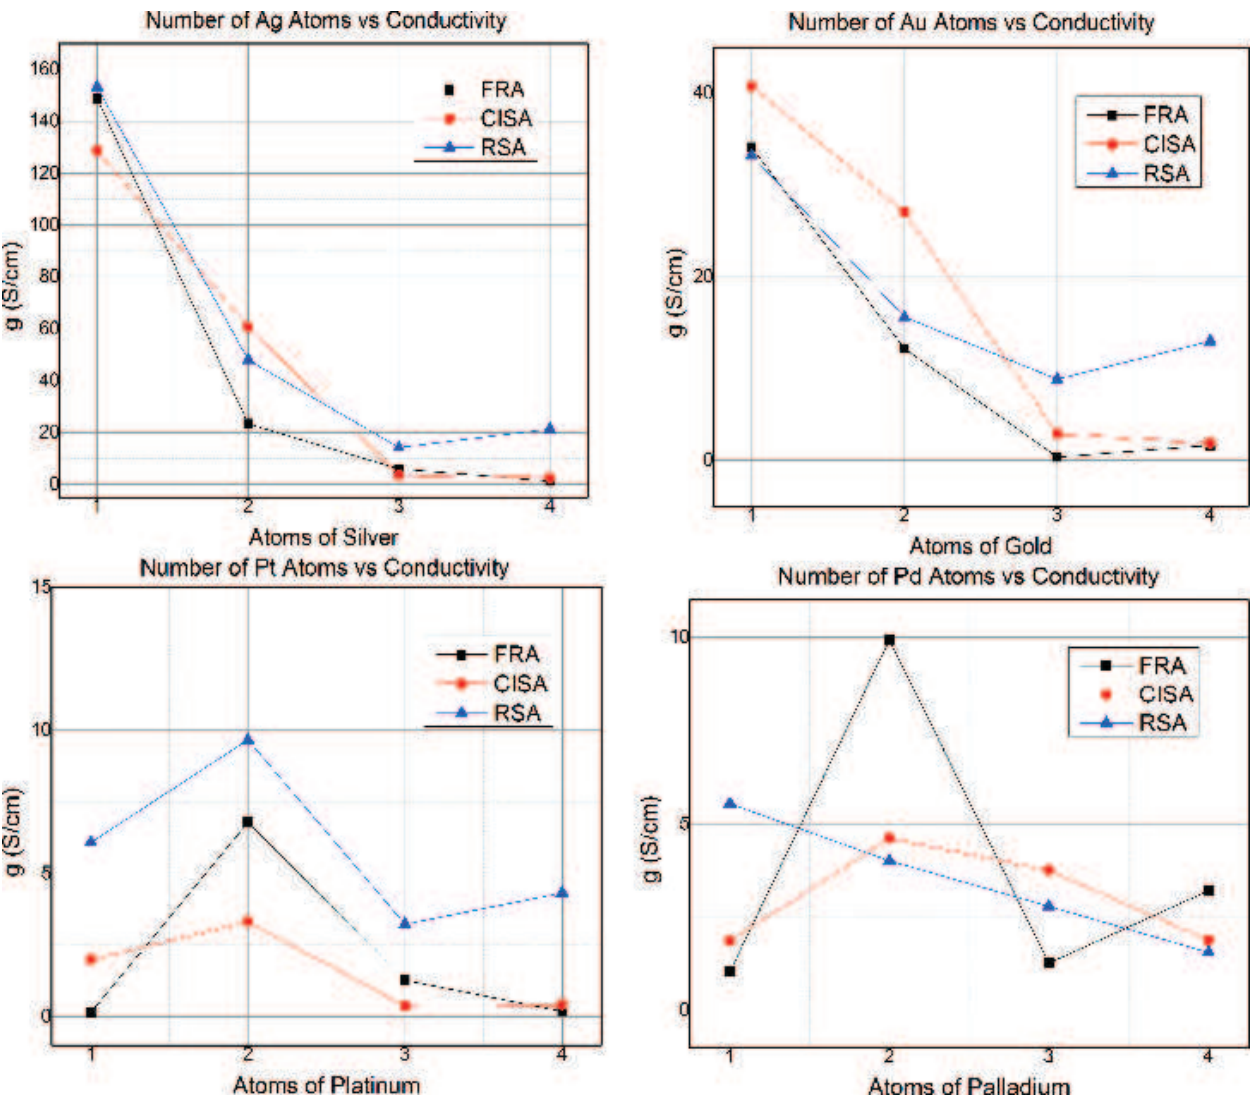 Number of Ag Atoms vs Conductivity
160
140
120
100
80
60
40
20
0
g (S/cm)
FRA
CISA
RSA
1 2 3 4
Atoms of Silver
Number of Au Atoms vs Conductivity
40
20
0
g (S/cm)
FRA
CISA
RSA
1 2 3 4
Atoms of Gold
Number of Pt Atoms vs Conductivity
15
10
5
0
g (S/cm)
FRA
CISA
RSA
1 2 3 4
Atoms of Platinum
Number of Pd Atoms vs Conductivity
10
5
0
g (S/cm)
FRA
CISA
RSA
1 2 3 4
Atoms of Palladium